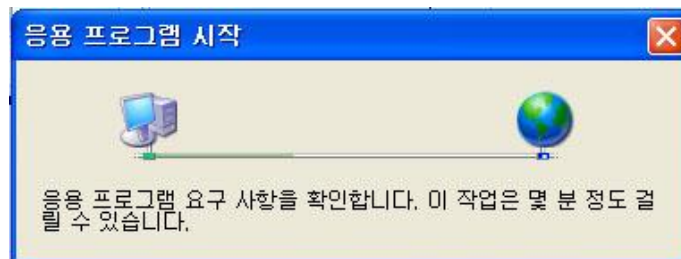 응용 프로그램 시작
응용 프로그램 요구 사항을 확인합니다. 이 작업은 몇 분 정도 걸
릴 수 있습니다.